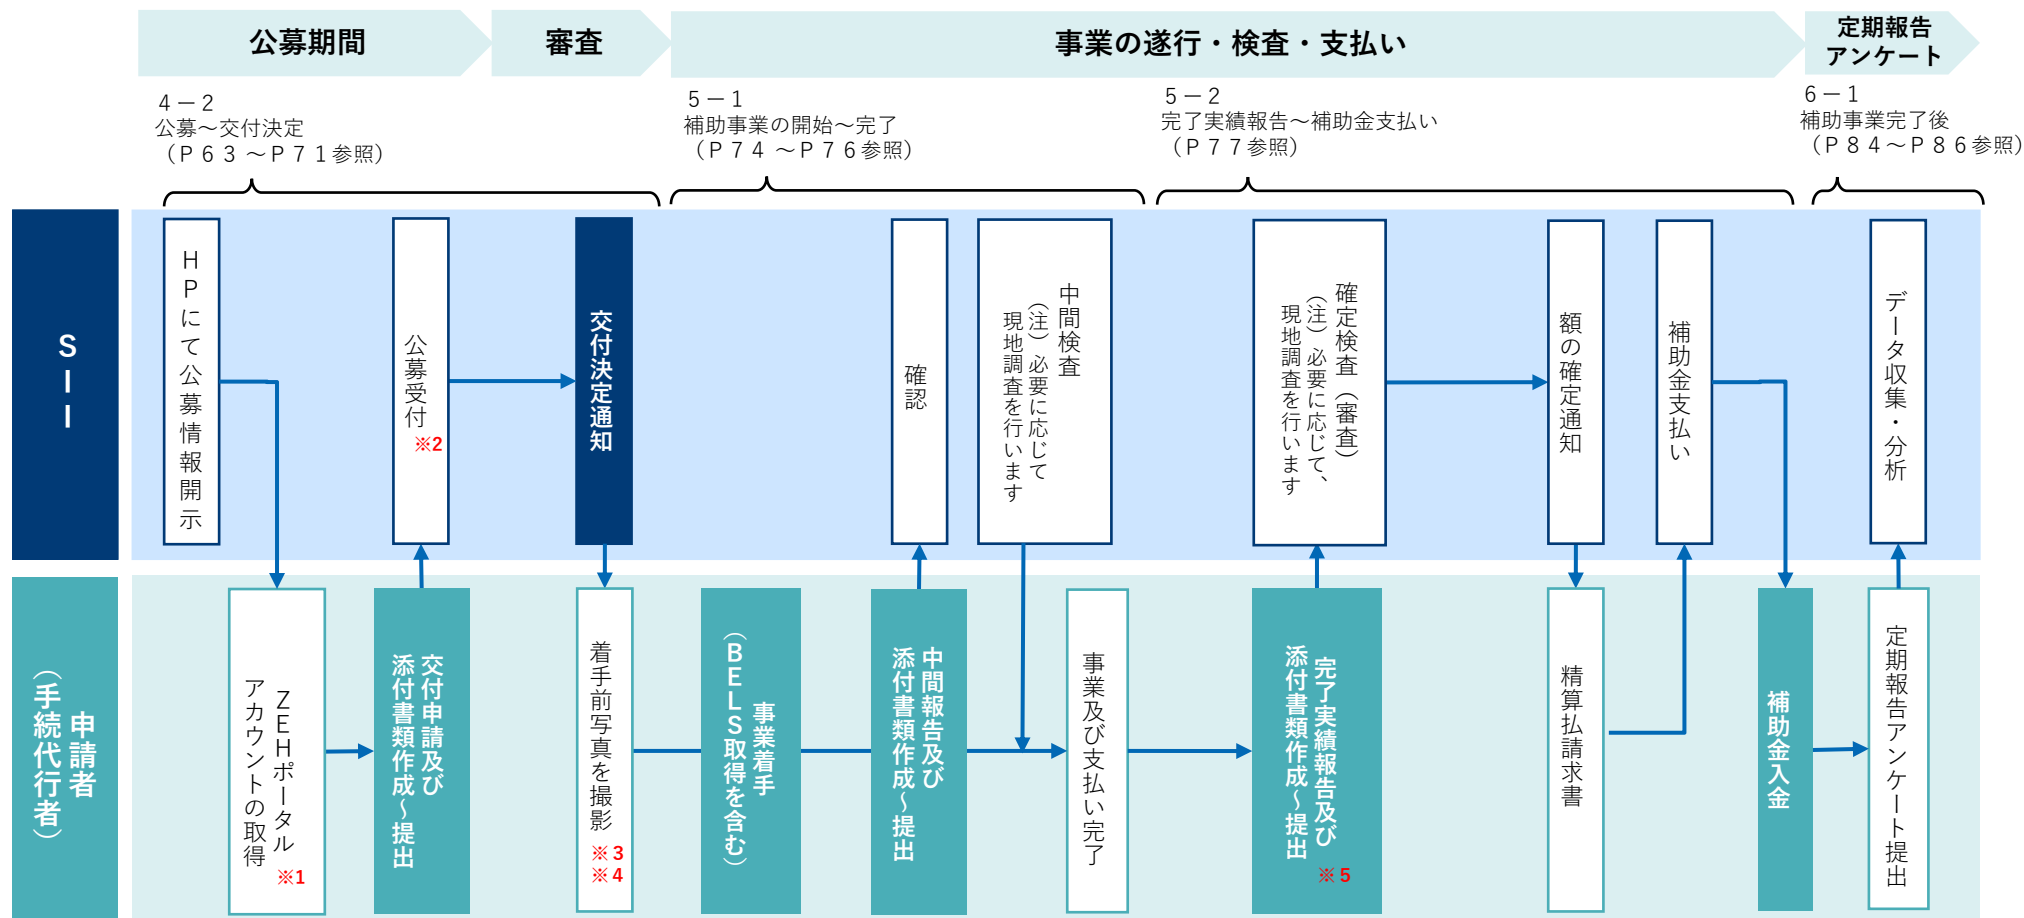 公募期間
審査
事業の遂行・検査・支払い
定期報告
アンケート
４－２
公募～交付決定
（Ｐ６３～Ｐ７１参照）
５－１
補助事業の開始～完了
（Ｐ７４～Ｐ７６参照）
５－２
完了実績報告～補助金支払い
（Ｐ７７参照）
６－１
補助事業完了後
（Ｐ８４～Ｐ８６参照）
ＳＩＩ
ＨＰにて公募情報開示
公募受付
※2
交付決定通知
確認
中間検査
（注）必要に応じて
現地調査を行います
確定検査（審査）
（注）必要に応じて、
現地調査を行います
額の確定通知
補助金支払い
データ収集・分析
申請者
（手続代行者）
ＺＥＨポータル
アカウントの取得
※1
交付申請及び
添付書類作成～提出
着手前写真を撮影
※３
※４
事業着手
（ＢＥＬＳ取得を含む）
中間報告及び
添付書類作成～提出
事業及び支払い完了
完了実績報告及び
添付書類作成～提出
※５
精算払請求書
補助金入金
定期報告アンケート提出